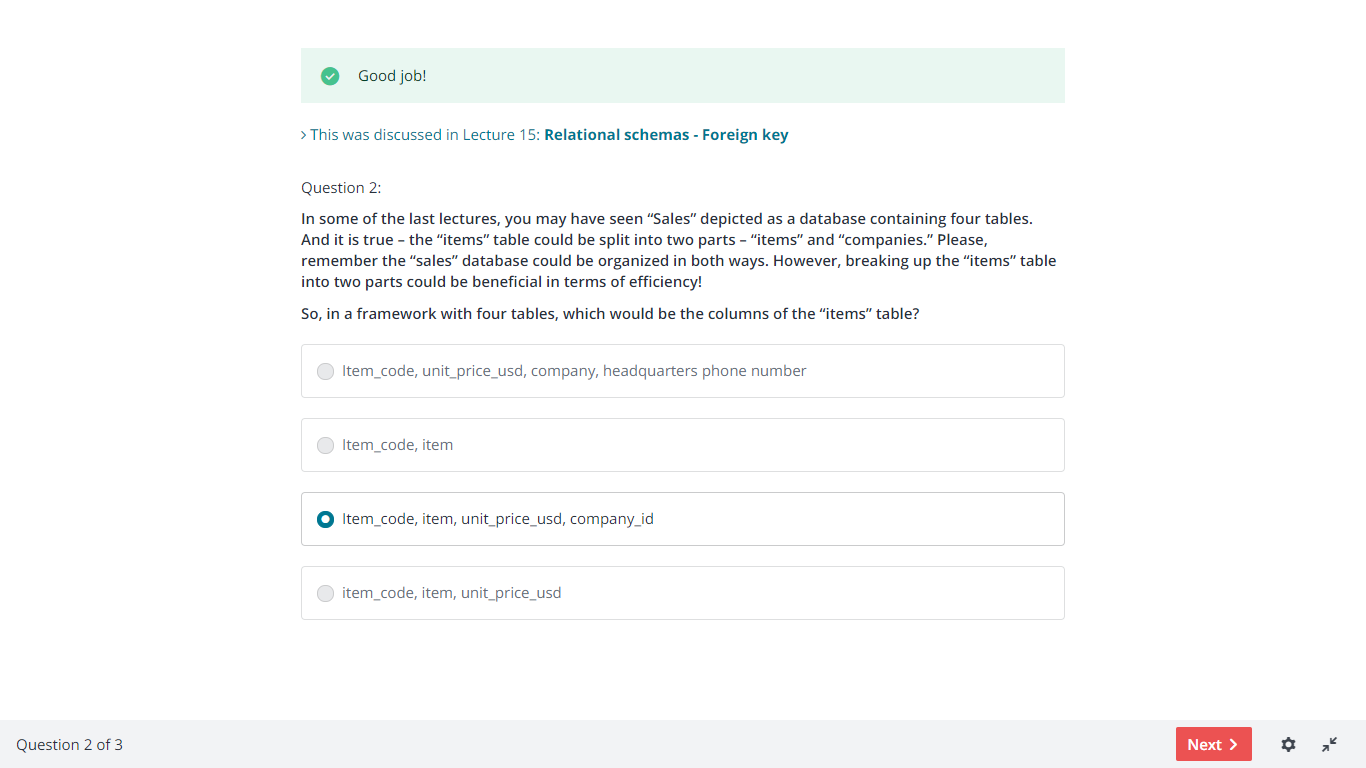 Good job!
> This was discussed in Lecture 15: Relational schemas - Foreign key
Question 2:
In some of the last lectures, you may have seen “Sales” depicted as a database containing four tables.
And it is true – the “items” table could be split into two parts – “items” and “companies.” Please,
remember the “sales” database could be organized in both ways. However, breaking up the “items” table
into two parts could be beneficial in terms of efficiency!
So, in a framework with four tables, which would be the columns of the “items” table?
Item_code, unit_price_usd, company, headquarters phone number
Item_code, item
Item_code, item, unit_price_usd, company_id
item_code, item, unit_price_usd
Question 2 of 3
Next >